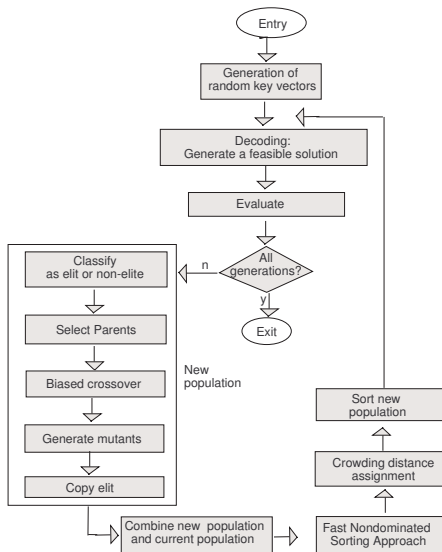 Entry
Generation of
random key vectors
Decoding:
Generate a feasible solution
Evaluate
All
generations?
n
y
Exit
Classify
as elit or non-elite
Select Parents
Biased crossover
Generate mutants
Copy elit
New
population
Combine new population
and current population
Fast Nondominated
Sorting Approach
Crowding distance
assignment
Sort new
population